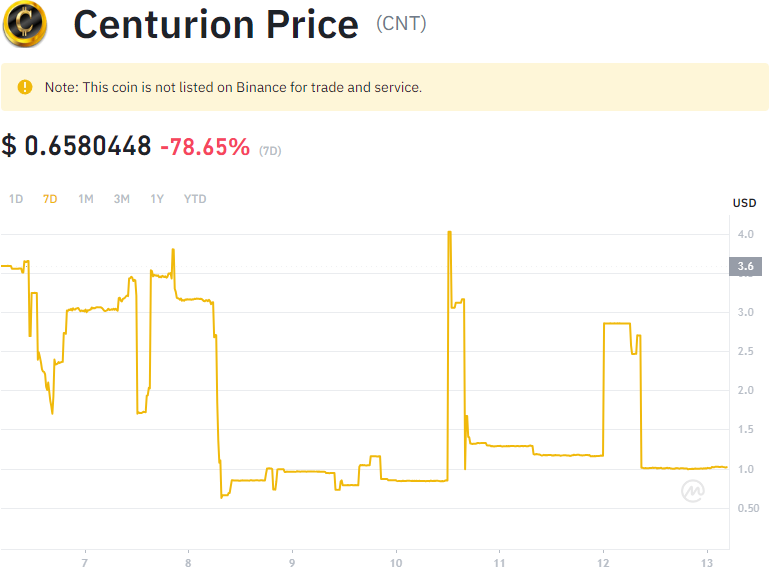 Centurion Price (CNT)
Note: This coin is not listed on Binance for trade and service.
$ 0.6580448 -78.65% (7D)
1D 7D 1M 3M 1Y YTD
USD
4.0
3.6
3.0
2.5
2.0
1.5
1.0
0.50
7 8 9 10 11 12 13